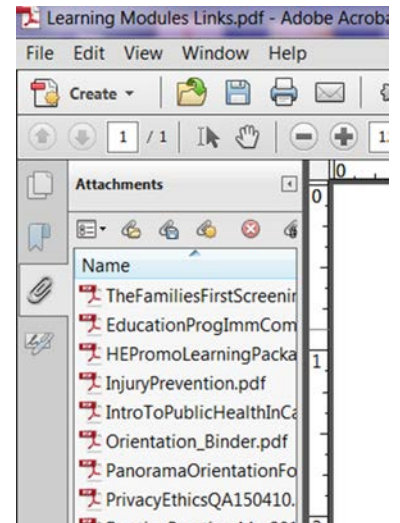 Learning Modules Links.pdf - Adobe Acroba
File Edit View Window Help
Create
1 / 1
Attachments
0
0
Name
TheFamiliesFirstScreenir
EducationProgImmCom
HEPromoLearningPacka
1
InjuryPrevention.pdf
IntroToPublicHealthInCa
Orientation_Binder.pdf
PanoramaOrientationFo
PrivacyEthicsQA150410.